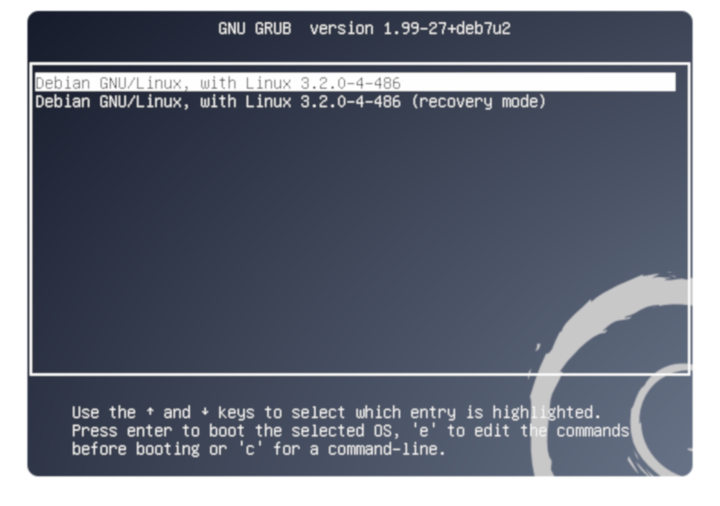 GNU GRUB  version 1.99-27+deb7u2
Debian GNU/Linux, with Linux 3.2.0-4-486
Debian GNU/Linux, with Linux 3.2.0-4-486 (recovery mode)
Use the ↑ and ↓ keys to select which entry is highlighted.
Press enter to boot the selected OS, 'e' to edit the commands
before booting or 'c' for a command-line.